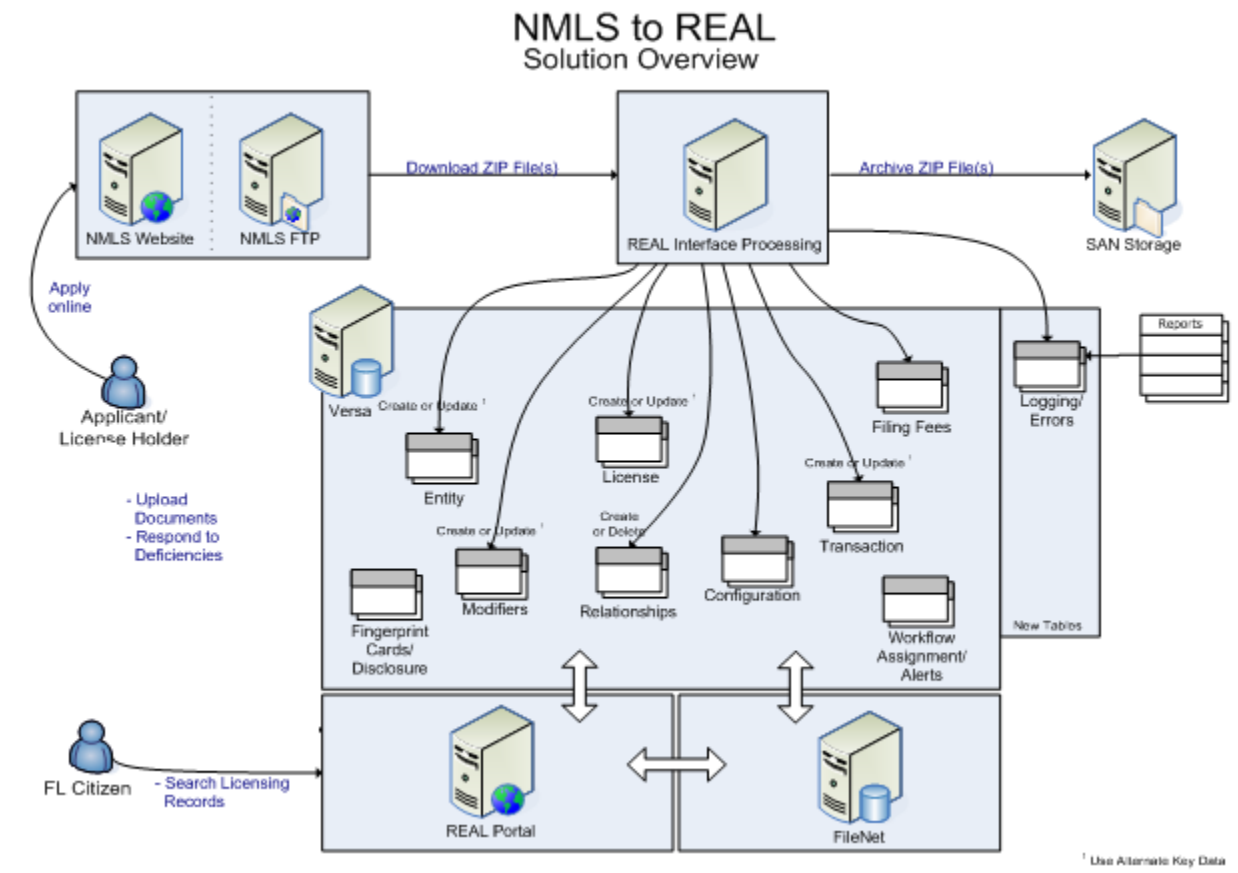 NMLS to REAL
Solution Overview
NMLS Website
NMLS FTP
Download ZIP File(s)
REAL Interface Processing
Archive ZIP File(s)
SAN Storage
Apply
online
Applicant/
License Holder
- Upload
Documents
- Respond to
Deficiencies
Versa
Create or Update ¹
Entity
Create or Update ¹
License
Filing Fees
Logging/
Errors
Reports
Create or Update ¹
Modifiers
Create
or Delete
Relationships
Configuration
Create or Update ¹
Transaction
Fingerprint
Cards/
Disclosure
Workflow
Assignment/
Alerts
New Tables
FL Citizen
- Search Licensing
Records
REAL Portal
FileNet
¹ Use Alternate Key Data